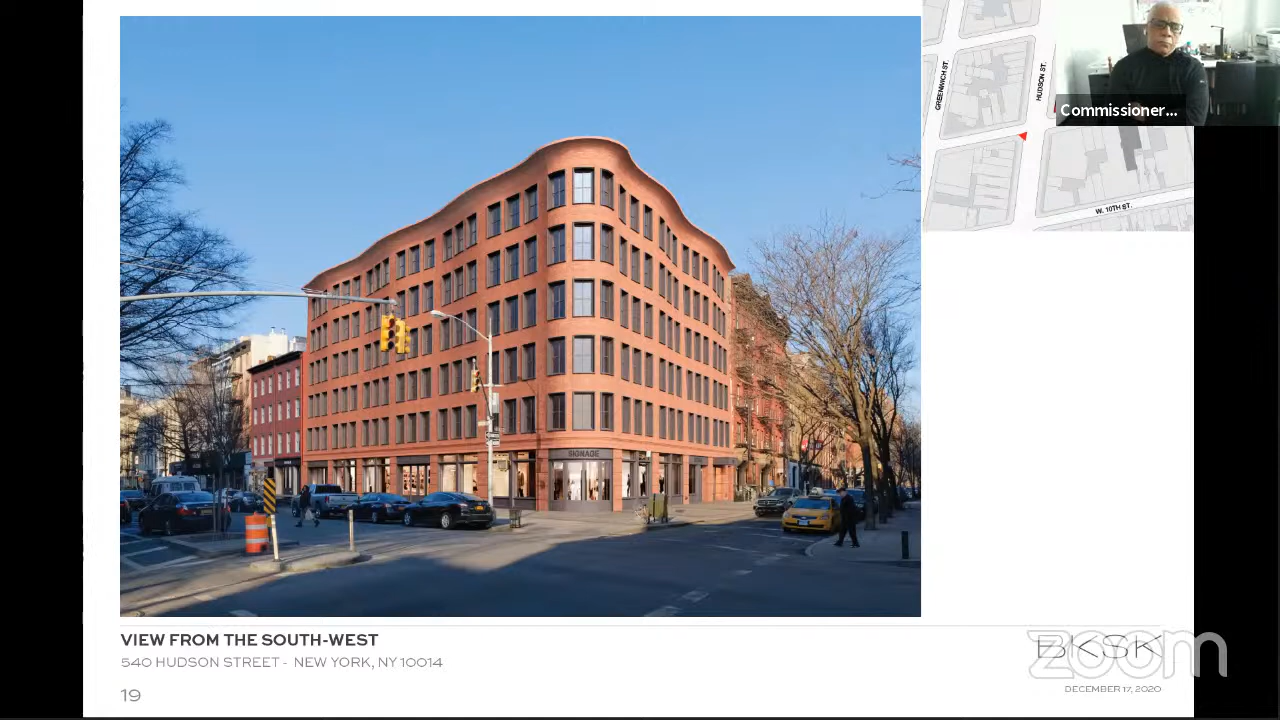 GREENWICH ST.
HUDSON ST.
Commissioner...
W. 10TH ST.
SIGNAGE
VIEW FROM THE SOUTH-WEST
540 HUDSON STREET - NEW YORK, NY 10014
19
BKSK
zoom
DECEMBER 17, 2020